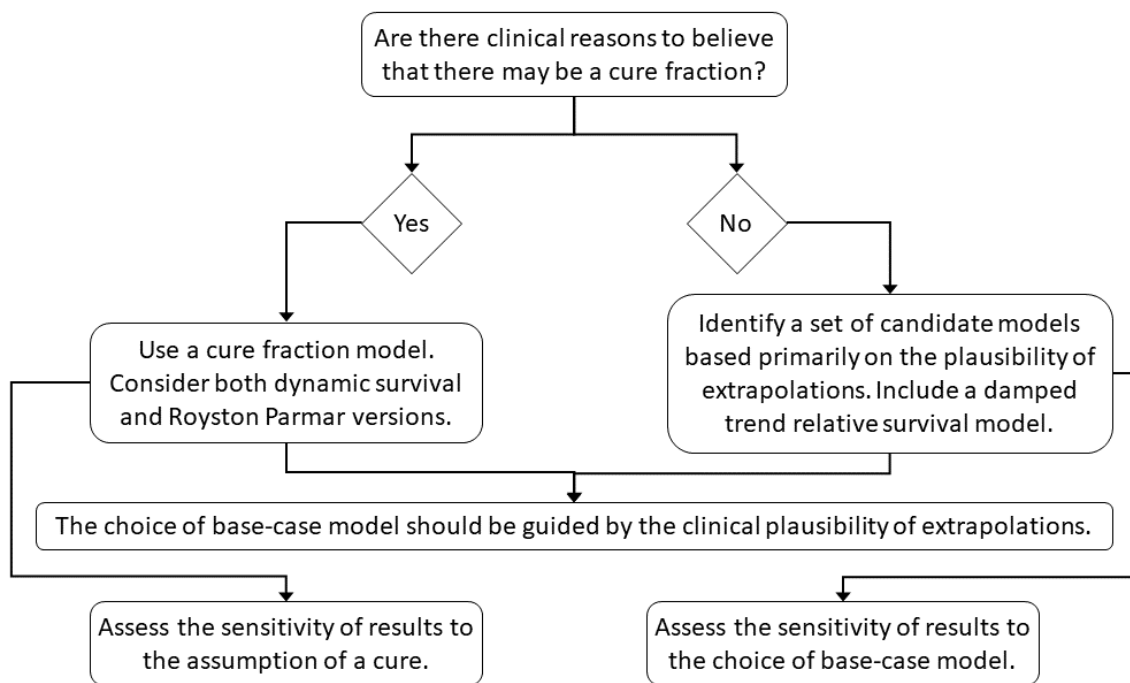 Are there clinical reasons to believe
that there may be a cure fraction?
Yes
No
Use a cure fraction model.
Consider both dynamic survival
and Royston Parmar versions.
Identify a set of candidate models
based primarily on the plausibility of
extrapolations. Include a damped
trend relative survival model.
The choice of base-case model should be guided by the clinical plausibility of extrapolations.
Assess the sensitivity of results to
the assumption of a cure.
Assess the sensitivity of results to
the choice of base-case model.